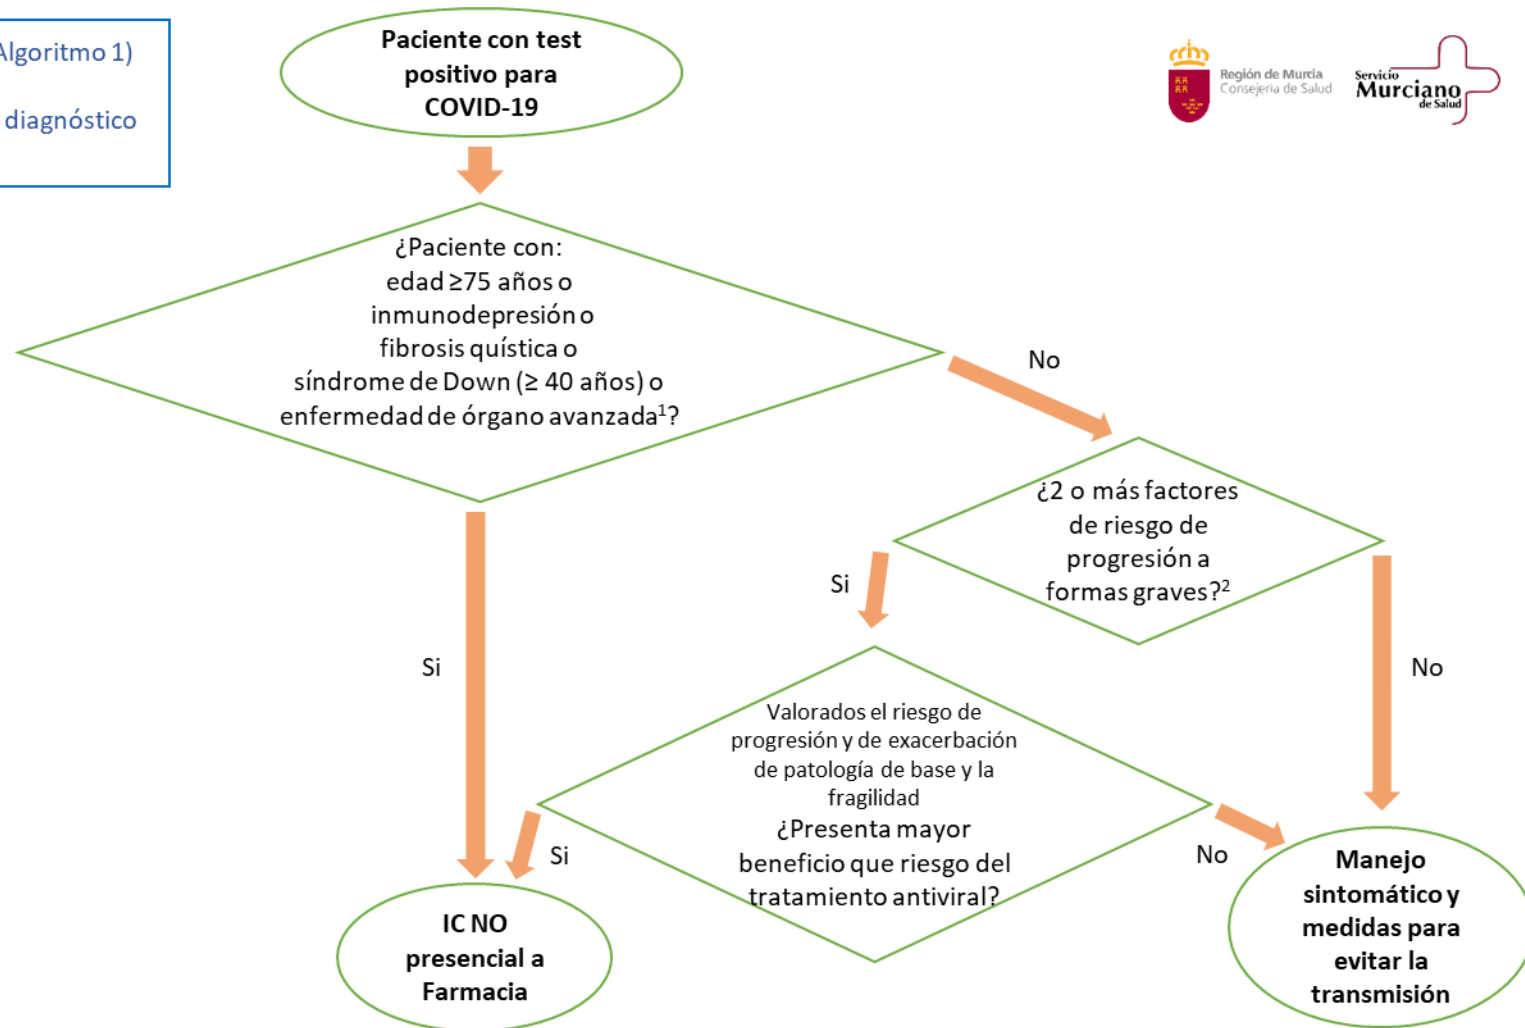 Algoritmo 1)
diagnóstico
Paciente con test
positivo para
COVID-19
Región de Murcia
Consejería de Salud
Servicio
Murciano
de Salud
¿Paciente con:
edad ≥75 años o
inmunodepresión o
fibrosis quística o
síndrome de Down (≥ 40 años) o
enfermedad de órgano avanzada¹?
No
¿2 o más factores
de riesgo de
progresión a
formas graves?²
Si
Si
No
Valorados el riesgo de
progresión y de exacerbación
de patología de base y la
fragilidad
¿Presenta mayor
beneficio que riesgo del
tratamiento antiviral?
Si
No
IC NO
presencial a
Farmacia
Manejo
sintomático y
medidas para
evitar la
transmisión